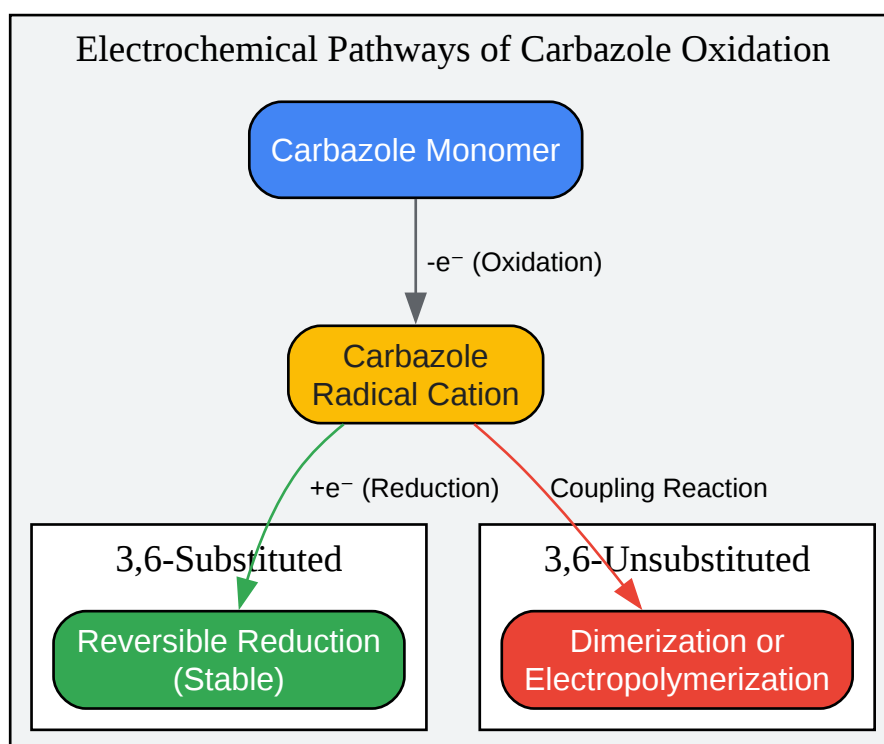 Electrochemical Pathways of Carbazole Oxidation
Carbazole Monomer
-e⁻ (Oxidation)
Carbazole
Radical Cation
+e⁻ (Reduction)
Coupling Reaction
3,6-Substituted
Reversible Reduction
(Stable)
3,6-Unsubstituted
Dimerization or
Electropolymerization